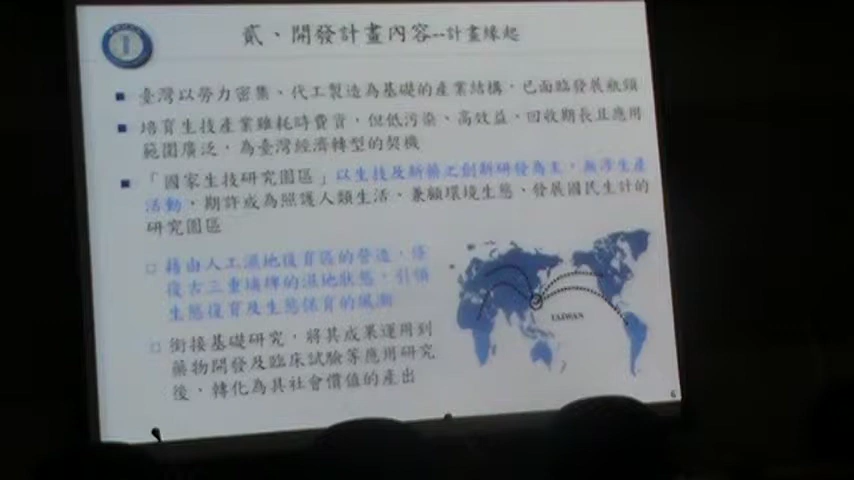 貳、開發計畫內容--計畫緣起
臺灣以勞力密集、代工製造為基礎的產業結構，已面臨發展瓶頸
培育生技產業雖耗時費資，但低污染、高效益、回收期長且應用
範圍廣泛，為臺灣經濟轉型的契機
「國家生技研究園區」以生技及新藥之創新研發為主，無涉生產
活動，期許成為照護人類生活、兼顧環境生態、發展國民生計的
研究園區
藉由人工濕地復育區的營造，恢
復古三重埔埤的濕地狀態，引領
生態復育及生態保育的風潮
銜接基礎研究，將其成果運用到
藥物開發及臨床試驗等應用研究
後，轉化為具社會價值的產出
TAIWAN
6